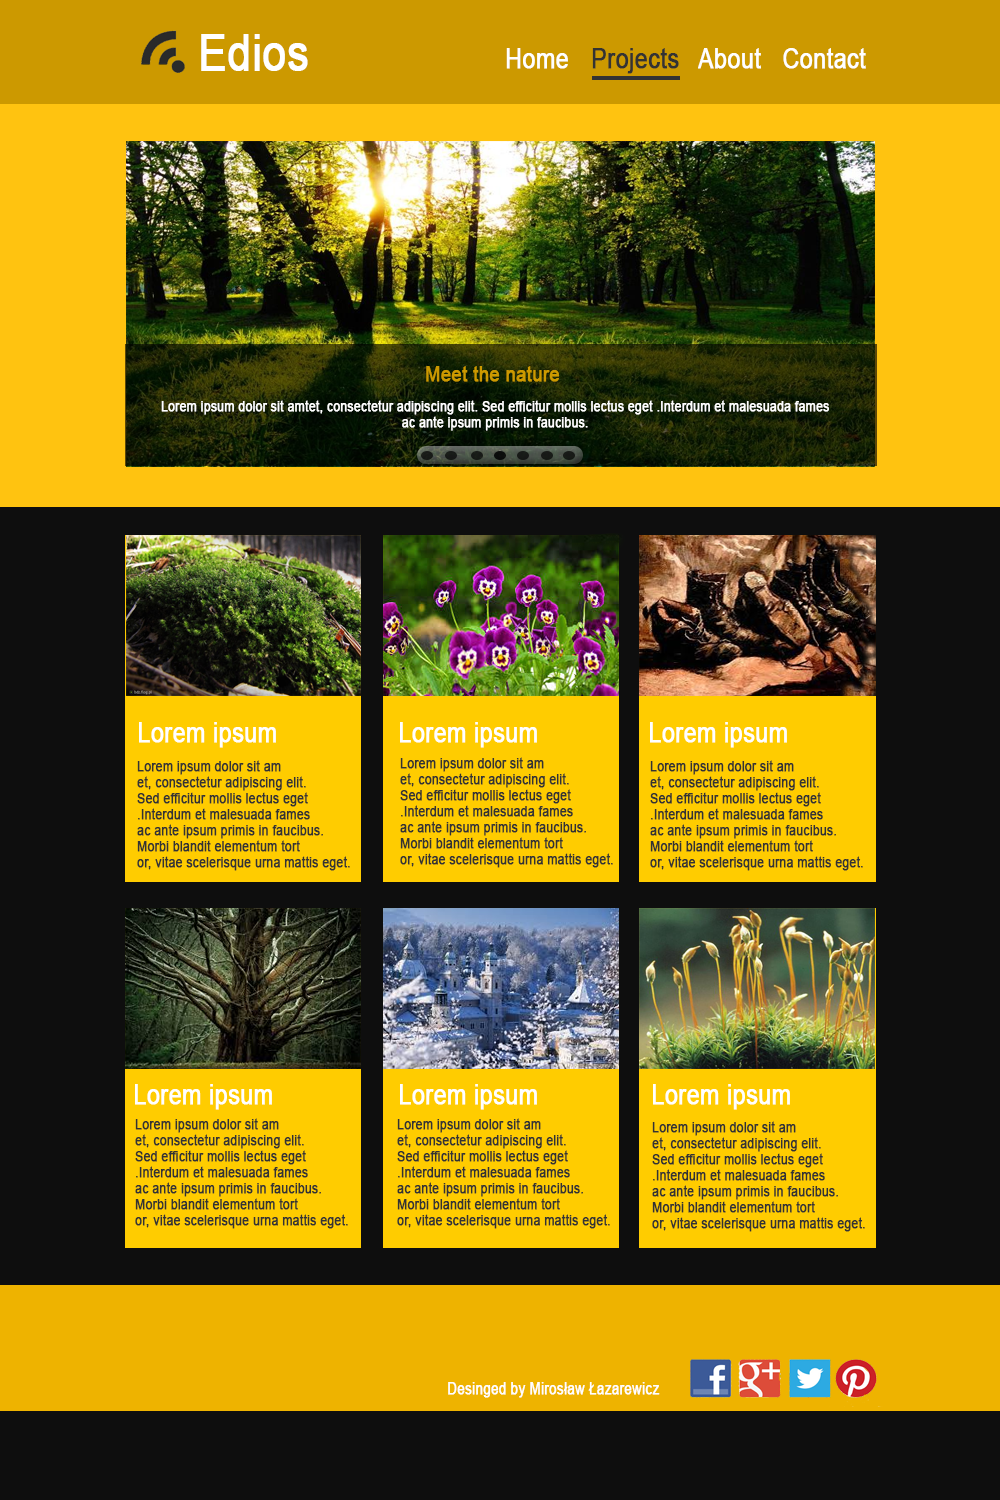 Edios
Home Projects About Contact
Meet the nature
Lorem ipsum dolor sit amtet, consectetur adipiscing elit. Sed efficitur mollis lectus eget .Interdum et malesuada fames
ac ante ipsum primis in faucibus.
Lorem ipsum
Lorem ipsum dolor sit am
et, consectetur adipiscing elit.
Sed efficitur mollis lectus eget
.Interdum et malesuada fames
ac ante ipsum primis in faucibus.
Morbi blandit elementum tort
or, vitae scelerisque urna mattis eget.
Lorem ipsum
Lorem ipsum dolor sit am
et, consectetur adipiscing elit.
Sed efficitur mollis lectus eget
.Interdum et malesuada fames
ac ante ipsum primis in faucibus.
Morbi blandit elementum tort
or, vitae scelerisque urna mattis eget.
Lorem ipsum
Lorem ipsum dolor sit am
et, consectetur adipiscing elit.
Sed efficitur mollis lectus eget
.Interdum et malesuada fames
ac ante ipsum primis in faucibus.
Morbi blandit elementum tort
or, vitae scelerisque urna mattis eget.
Lorem ipsum
Lorem ipsum dolor sit am
et, consectetur adipiscing elit.
Sed efficitur mollis lectus eget
.Interdum et malesuada fames
ac ante ipsum primis in faucibus.
Morbi blandit elementum tort
or, vitae scelerisque urna mattis eget.
Lorem ipsum
Lorem ipsum dolor sit am
et, consectetur adipiscing elit.
Sed efficitur mollis lectus eget
.Interdum et malesuada fames
ac ante ipsum primis in faucibus.
Morbi blandit elementum tort
or, vitae scelerisque urna mattis eget.
Lorem ipsum
Lorem ipsum dolor sit am
et, consectetur adipiscing elit.
Sed efficitur mollis lectus eget
.Interdum et malesuada fames
ac ante ipsum primis in faucibus.
Morbi blandit elementum tort
or, vitae scelerisque urna mattis eget.
Desinged by Mirosław Łazarewicz